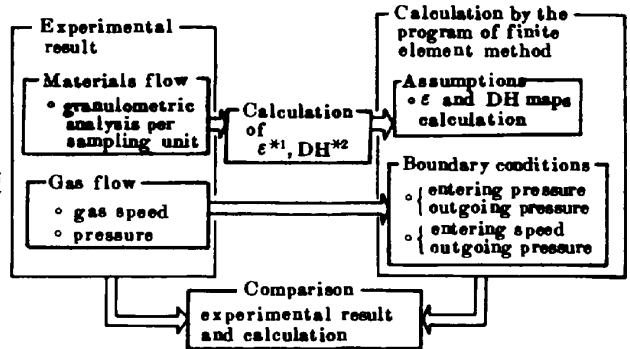 Experimental result
Materials flow
° granulometric
analysis per
sampling unit
Gas flow
° gas speed
° pressure
Calculation
of
ε*1, DH*2
Calculation by the
program of finite
element method
Assumptions
° ε and DH maps
calculation
Boundary conditions
° { entering pressure
outgoing pressure
° { entering speed
outgoing pressure
Comparison
experimental result
and calculation